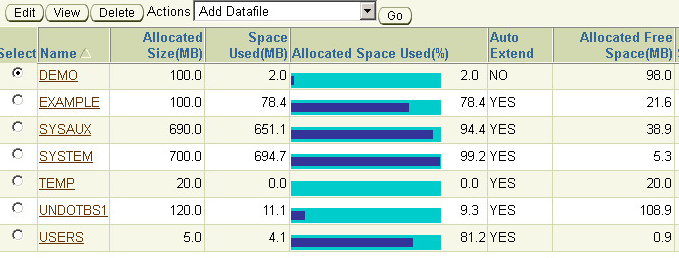 Edit View Delete Actions Add Datafile Go
Select Name Allocated Size(MB) Space Used(MB) Allocated Space Used(%) Auto Extend Allocated Free Space(MB)
DEMO 100.0 2.0 2.0 NO 98.0
EXAMPLE 100.0 78.4 78.4 YES 21.6
SYSAUX 690.0 651.1 94.4 YES 38.9
SYSTEM 700.0 694.7 99.2 YES 5.3
TEMP 20.0 0.0 0.0 YES 20.0
UNDOTBS1 120.0 11.1 9.3 YES 108.9
USERS 5.0 4.1 81.2 YES 0.9